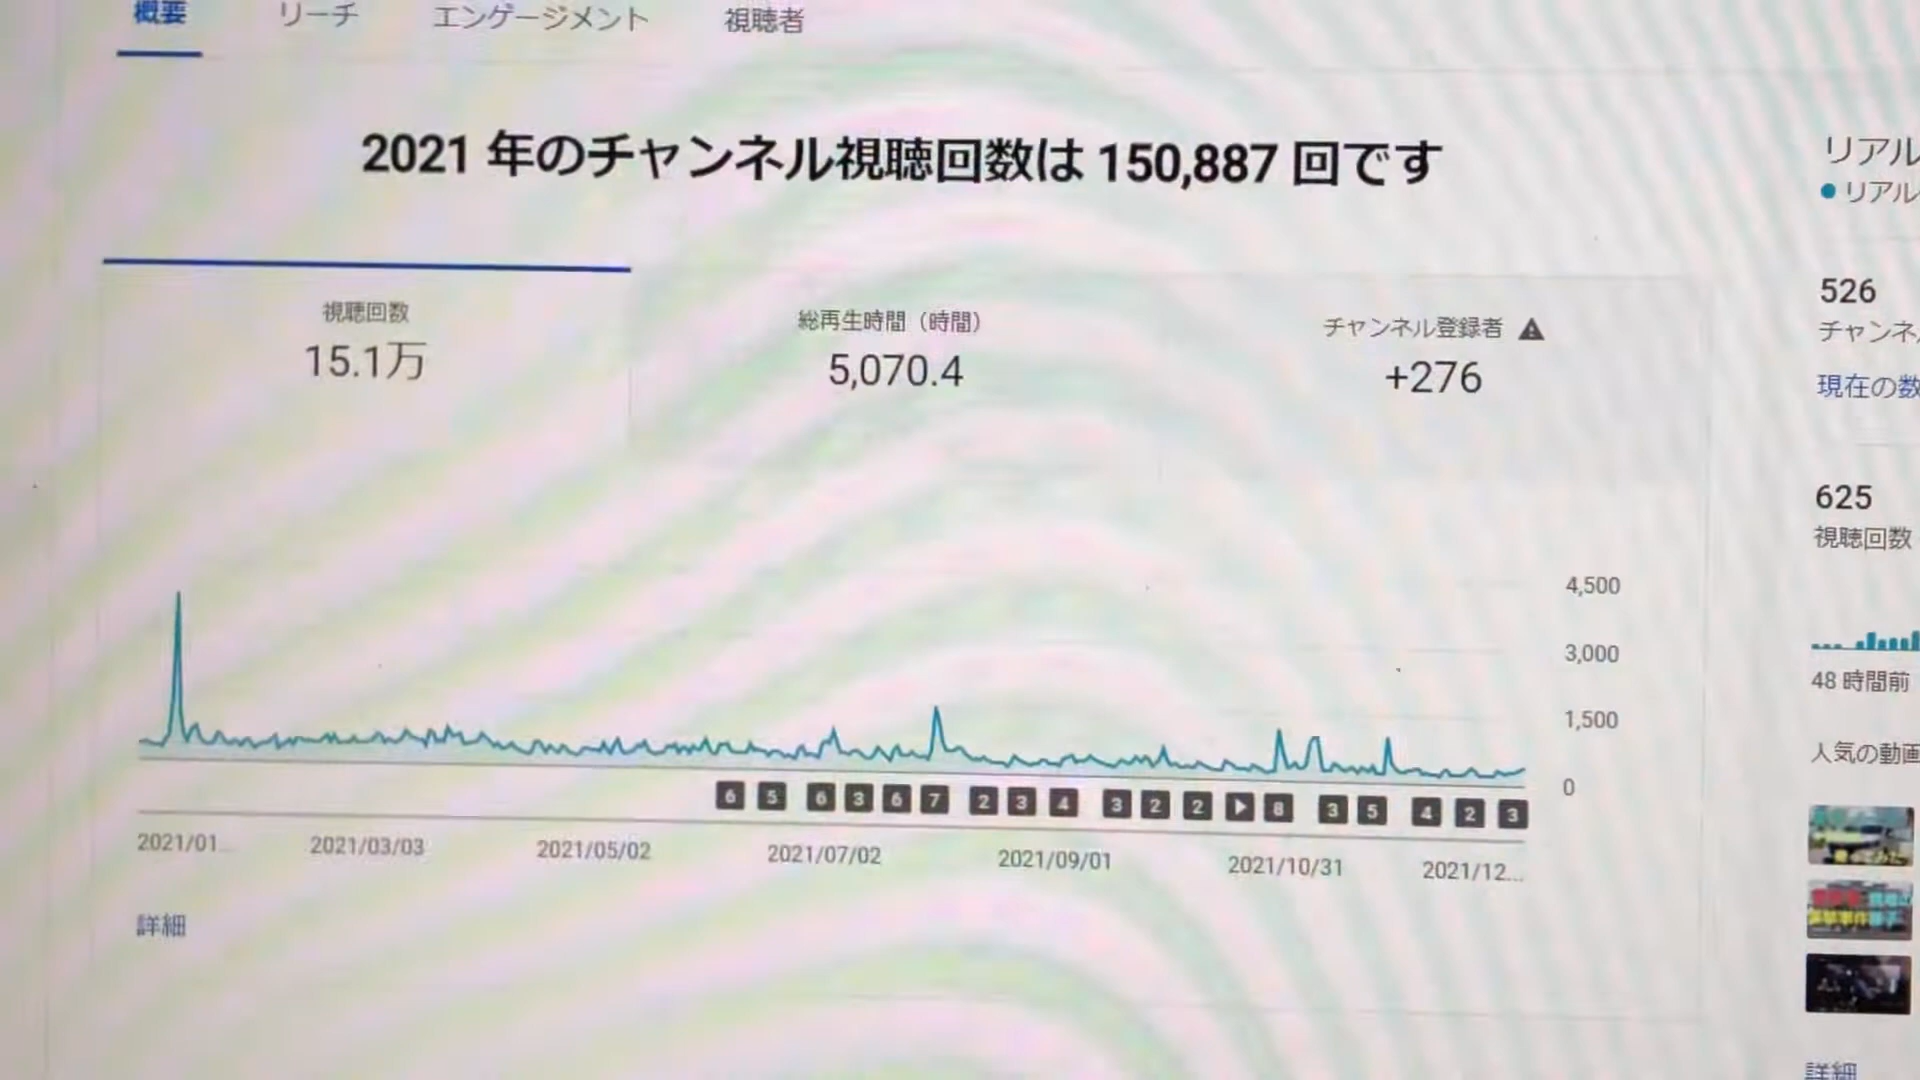 概要 リーチ エンゲージメント 視聴者
2021 年のチャンネル視聴回数は 150,887 回です
視聴回数
15.1万
総再生時間（時間）
5,070.4
チャンネル登録者
+276
4,500
3,000
1,500
0
6 5 6 3 6 7 2 3 4 3 2 2 8 3 5 4 2 3
2021/01... 2021/03/03 2021/05/02 2021/07/02 2021/09/01 2021/10/31 2021/12...
詳細
リアル
リアル
526
チャンネ
現在の数
625
視聴回数
48 時間前
人気の動画
詳細